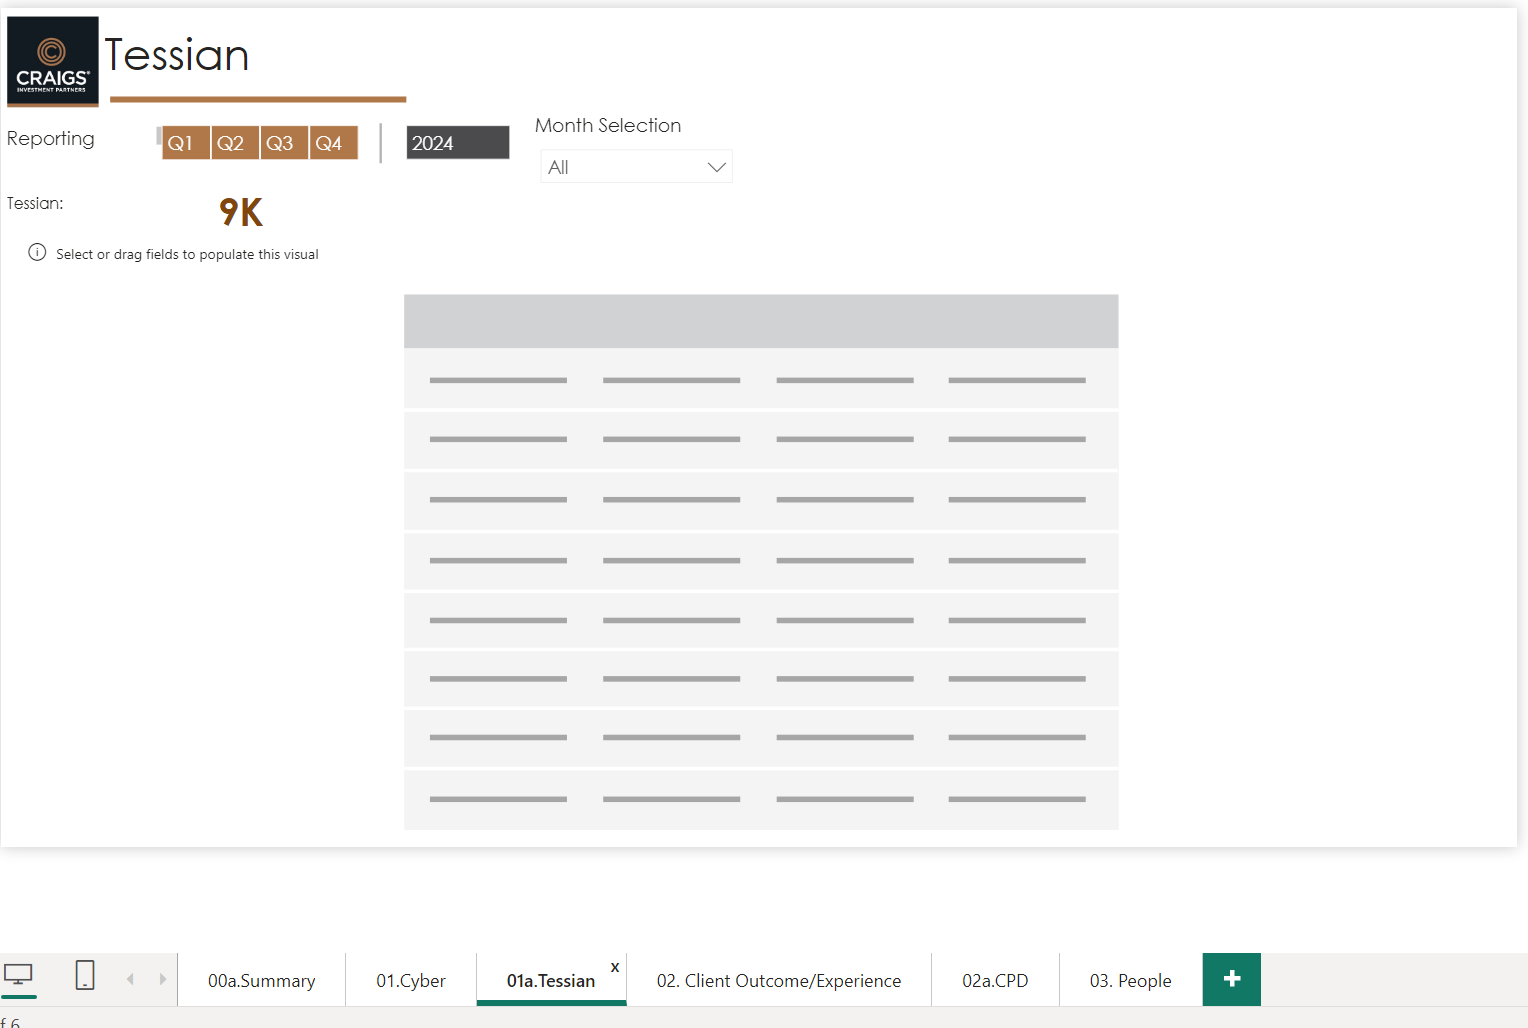 CRAIGS®
INVESTMENT PARTNERS
Tessian
Reporting
Q1 Q2 Q3 Q4
2024
Month Selection
All
Tessian:
9K
Select or drag fields to populate this visual
00a.Summary
01.Cyber
01a.Tessian
x
02. Client Outcome/Experience
02a.CPD
03. People
+
f 6